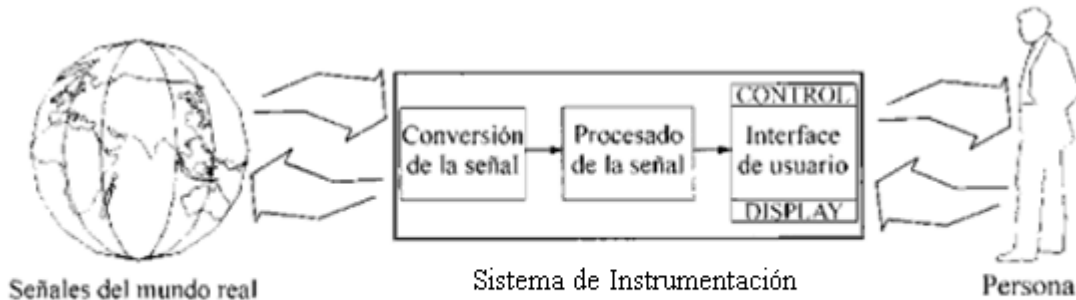 CONTROL
Conversión
de la señal
Procesado
de la señal
Interface
de usuario
DISPLAY
Señales del mundo real
Sistema de Instrumentación
Persona